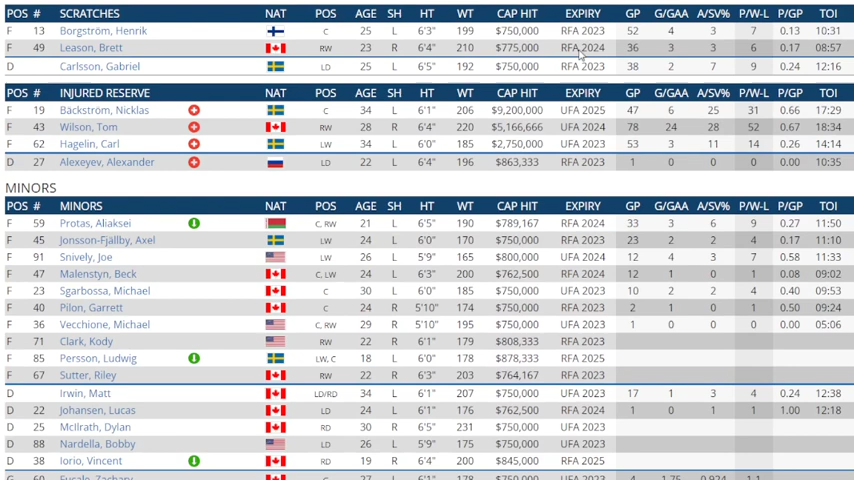 POS # SCRATCHES NAT POS AGE SH HT WT CAP HIT EXPIRY GP G/GAA A/SV% P/W-L P/GP TOI
F 13 Borgström, Henrik C 25 L 6'3" 199 $750,000 RFA 2023 52 4 3 7 0.13 10:31
F 49 Leason, Brett RW 23 R 6'4" 210 $775,000 RFA 2024 36 3 3 6 0.17 08:57
D Carlsson, Gabriel LD 25 L 6'5" 192 $750,000 RFA 2023 38 2 7 9 0.24 12:16
POS # INJURED RESERVE NAT POS AGE SH HT WT CAP HIT EXPIRY GP G/GAA A/SV% P/W-L P/GP TOI
F 19 Bäckström, Nicklas C 34 L 6'1" 206 $9,200,000 UFA 2025 47 6 25 31 0.66 17:29
F 43 Wilson, Tom RW 28 R 6'4" 220 $5,166,666 UFA 2024 78 24 28 52 0.67 18:34
F 62 Hagelin, Carl LW 34 L 6'0" 185 $2,750,000 UFA 2023 53 3 11 14 0.26 14:14
D 27 Alexeyev, Alexander LD 22 L 6'4" 196 $863,333 RFA 2023 1 0 0 0 0.00 10:35
MINORS
POS # MINORS NAT POS AGE SH HT WT CAP HIT EXPIRY GP G/GAA A/SV% P/W-L P/GP TOI
F 59 Protas, Aliaksei C, RW 21 L 6'5" 190 $789,167 RFA 2024 33 3 6 9 0.27 11:50
F 45 Jonsson-Fjällby, Axel LW 24 L 6'0" 170 $750,000 RFA 2023 23 2 2 4 0.17 11:10
F 91 Snively, Joe LW 26 L 5'9" 165 $800,000 UFA 2024 12 4 3 7 0.58 11:33
F 47 Malenstyn, Beck C, LW 24 L 6'3" 200 $762,500 RFA 2024 12 1 0 1 0.08 09:02
F 23 Sgarbossa, Michael C 30 L 6'0" 185 $750,000 UFA 2023 10 2 2 4 0.40 09:53
F 40 Pilon, Garrett C 24 R 5'10" 174 $750,000 RFA 2024 2 1 0 1 0.50 09:24
F 36 Vecchione, Michael C, RW 29 R 5'10" 195 $750,000 UFA 2023 1 0 0 0 0.00 05:06
F 71 Clark, Kody RW 22 R 6'1" 179 $808,333 RFA 2023
F 85 Persson, Ludwig LW, C 18 L 6'0" 178 $878,333 RFA 2025
F 67 Sutter, Riley RW 22 R 6'3" 203 $764,167 RFA 2023
D Irwin, Matt LD/RD 34 L 6'1" 207 $750,000 UFA 2023 17 1 3 4 0.24 12:38
D 22 Johansen, Lucas LD 24 L 6'1" 176 $762,500 RFA 2024 1 0 1 1 1.00 12:18
D 25 McIlrath, Dylan RD 30 R 6'5" 231 $750,000 UFA 2023
D 88 Nardella, Bobby LD 26 L 5'9" 175 $750,000 UFA 2023
D 38 Iorio, Vincent RD 19 R 6'4" 200 $845,000 RFA 2025
G 60 Fucale, Zachary 27 L 6'1" 178 $750,000 UFA 2023 4 1.75 0.924 1-1